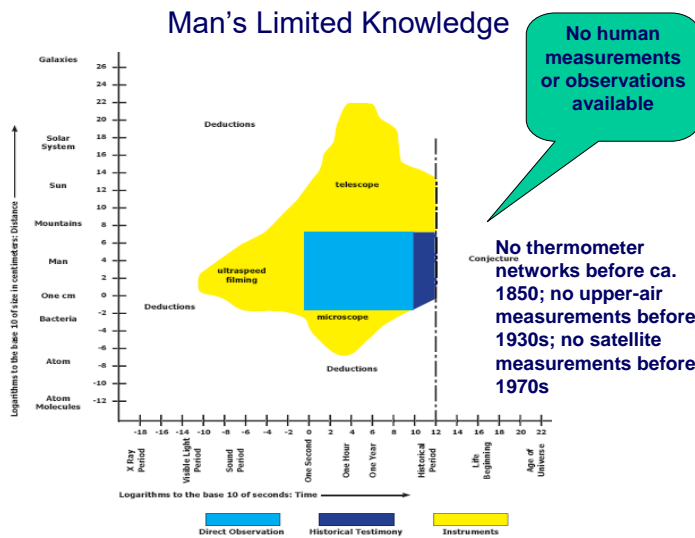 Man's Limited Knowledge
No human
measurements
or observations
available
Galaxies
Solar
System
Sun
Mountains
Man
One cm
Bacteria
Atom
Atom
Molecules
Logarithms to the base 10 of size in centimeters: Distance
26
22
20
18
16
14
12
8
6
4
2
0
-2
-4
-6
-8
-10
-12
Deductions
telescope
ultraspeed
filming
Deductions
microscope
Deductions
Conjecture
No thermometer
networks before ca.
1850; no upper-air
measurements before
1930s; no satellite
measurements before
1970s
-18 -16 -14 -10 -8 -6 -4 -2 0 2 4 6 8 10 12 14 16 18 20 22
X Ray
Period
Visible Light
Period
Sound
Period
One Second
One Hour
One Year
Historical
Period
Life
Beginning
Age of
Universe
Logarithms to the base 10 of seconds: Time
Direct Observation
Historical Testimony
Instruments